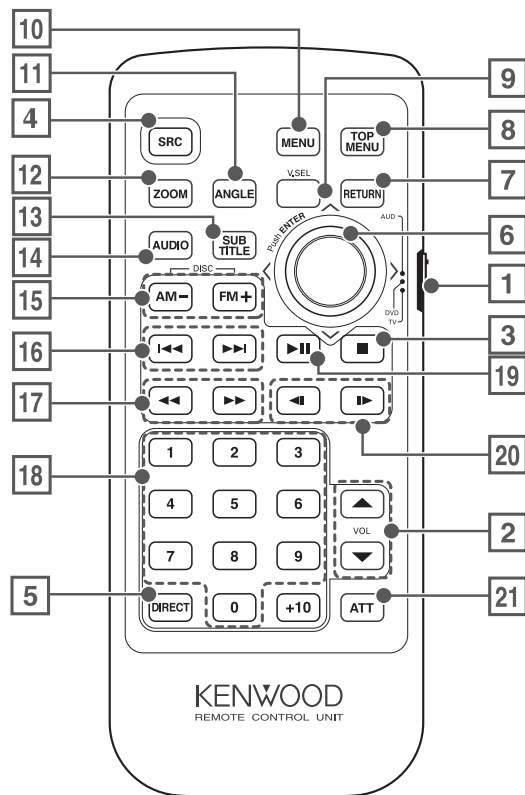 10
11
9
4
SRC
MENU
TOP
MENU
8
V.SEL
12
ZOOM
ANGLE
RETURN
7
13
Push ENTER
AUD
6
AUDIO
SUB
TITLE
14
DISC
1
15
AM−
FM+
DVD
TV
3
16
19
17
20
18
1
2
3
4
5
6
VOL
2
7
8
9
5
DIRECT
0
+10
ATT
21
KENWOOD
REMOTE CONTROL UNIT